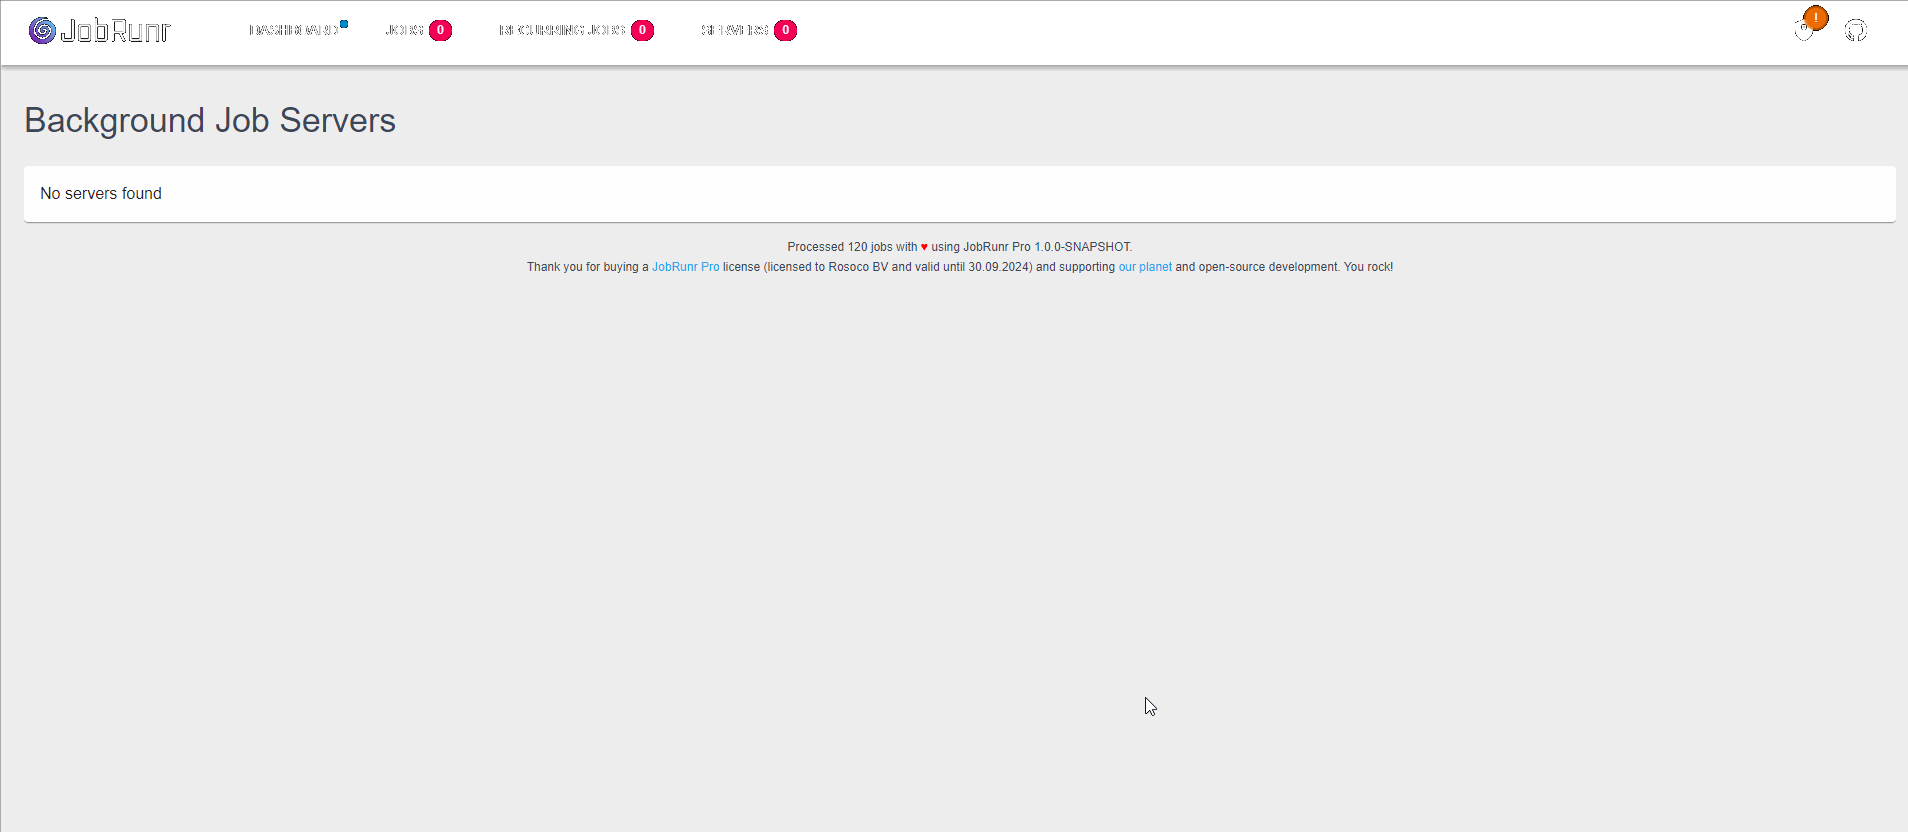 JobRunr
DASHBOARD JOBS 0 RECURRING JOBS 0 SERVERS 0 !
Background Job Servers
No servers found
Processed 120 jobs with ♥ using JobRunr Pro 1.0.0-SNAPSHOT.
Thank you for buying a JobRunr Pro license (licensed to Rosoco BV and valid until 30.09.2024) and supporting our planet and open-source development. You rock!